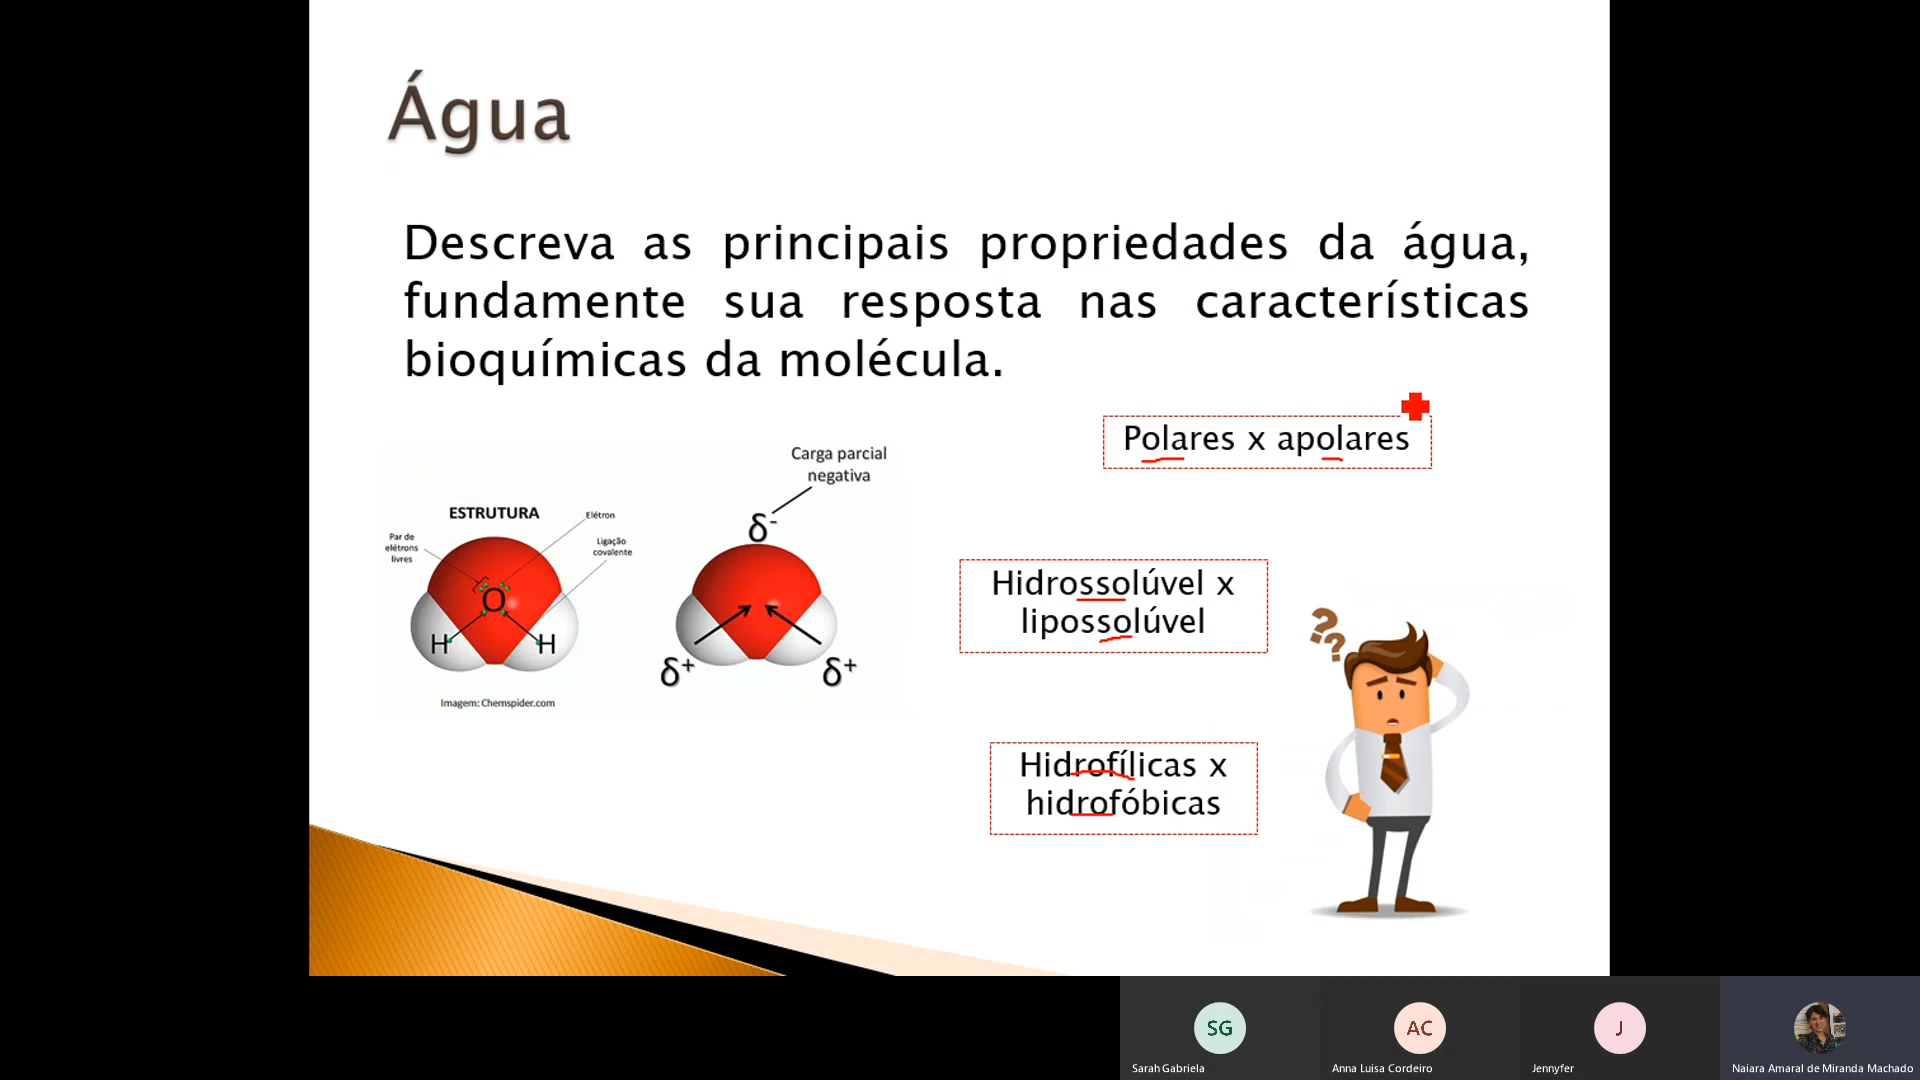 Água
Descreva as principais propriedades da água,
fundamente sua resposta nas características
bioquímicas da molécula.
Polares x apolares
Carga parcial
negativa
ESTRUTURA
Elétron
Par de
elétrons
livres
Ligação
covalente
δ-
O
H
H
δ+
δ+
Imagem: Chemspider.com
Hidrossolúvel x
lipossolúvel
??
Hidrofílicas x
hidrofóbicas
SG
AC
J
Sarah Gabriela
Anna Luisa Cordeiro
Jennyfer
Naiara Amaral de Miranda Machado